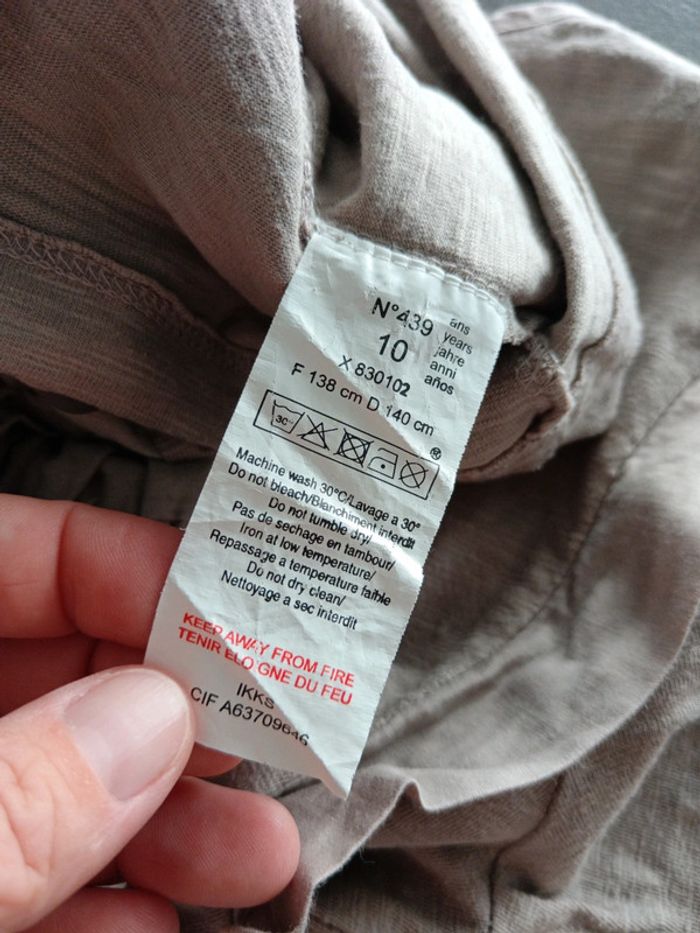 N°439
10
ans
years
jahre
anni
años
X 830102
F 138 cm D 140 cm
30°
®
Machine wash 30°C/Lavage a 30°
Do not bleach/Blanchiment interdit
Do not tumble dry/
Pas de sechage en tambour/
Iron at low temperature/
Repassage a temperature faible
Do not dry clean/
Nettoyage a sec interdit
KEEP AWAY FROM FIRE
TENIR ELO GNE DU FEU
IKKS
CIF A63709646